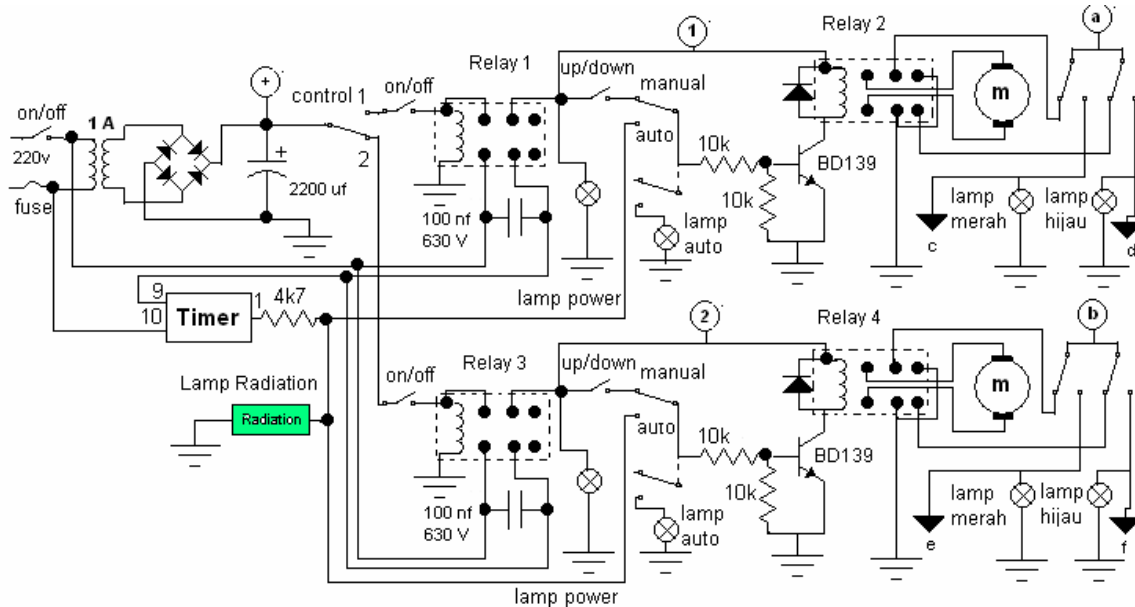 a
1
Relay 2
Relay 1
up/down
manual
+
control 1
on/off
on/off
1 A
m
auto
220v
2
10k
BD139
+
2200 uf
fuse
10k
lamp
merah
lamp
hijau
100 nf
630 V
lamp
auto
c
d
9
10
Timer
1
4k7
lamp power
2
Relay 4
b
Relay 3
up/down
manual
on/off
Lamp Radiation
Radiation
m
auto
10k
BD139
10k
lamp
merah
lamp
hijau
100 nf
630 V
lamp
auto
e
f
lamp power